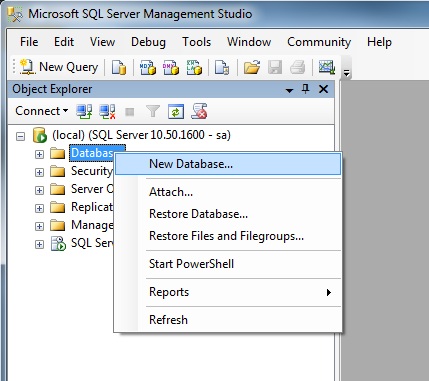 Microsoft SQL Server Management Studio
File Edit View Debug Tools Window Community Help
New Query
Object Explorer
Connect
(local) (SQL Server 10.50.1600 - sa)
Databas
New Database...
Security
Attach...
Server O
Restore Database...
Replicat
Restore Files and Filegroups...
Manage
SQL Ser
Start PowerShell
Reports
Refresh